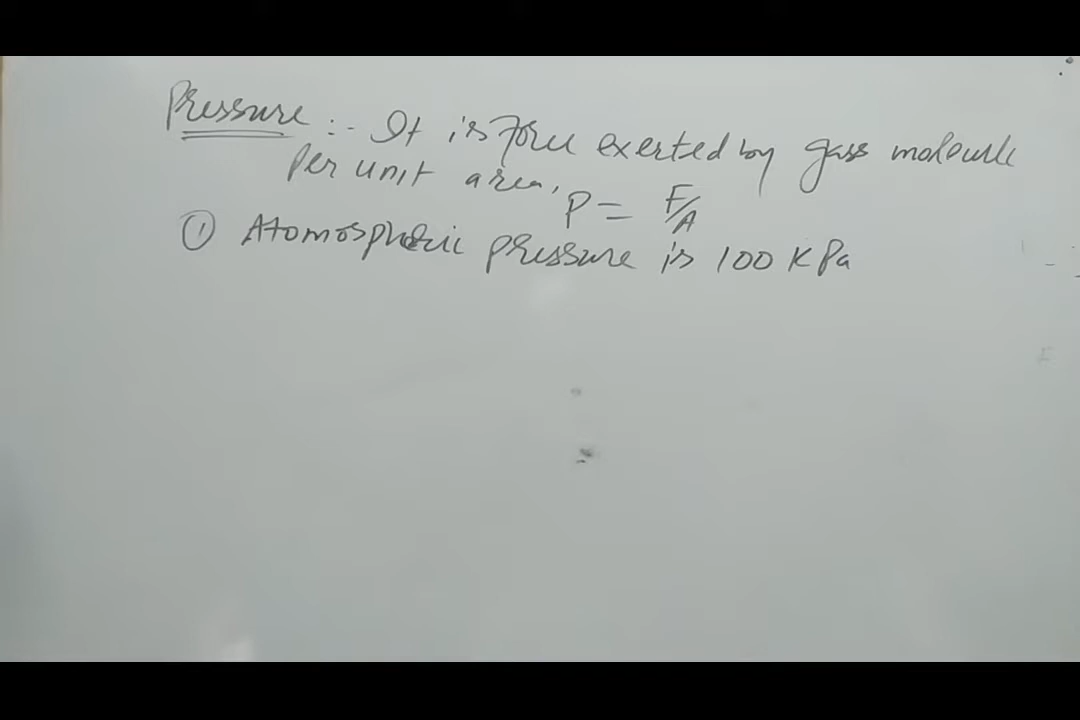 Pressure :- It is force exerted by gass molecule
Per unit area, P = F/A
① Atomospheric pressure is 100 KPa